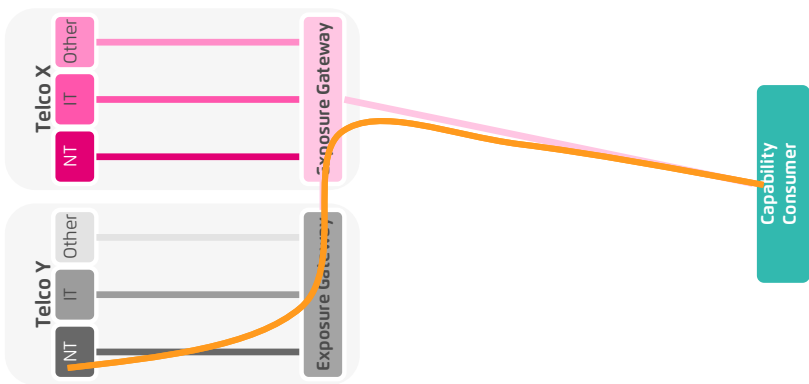 Telco X
Other
IT
NT
Exposure Gateway
Telco Y
Other
IT
NT
Exposure Gateway
Capability
Consumer